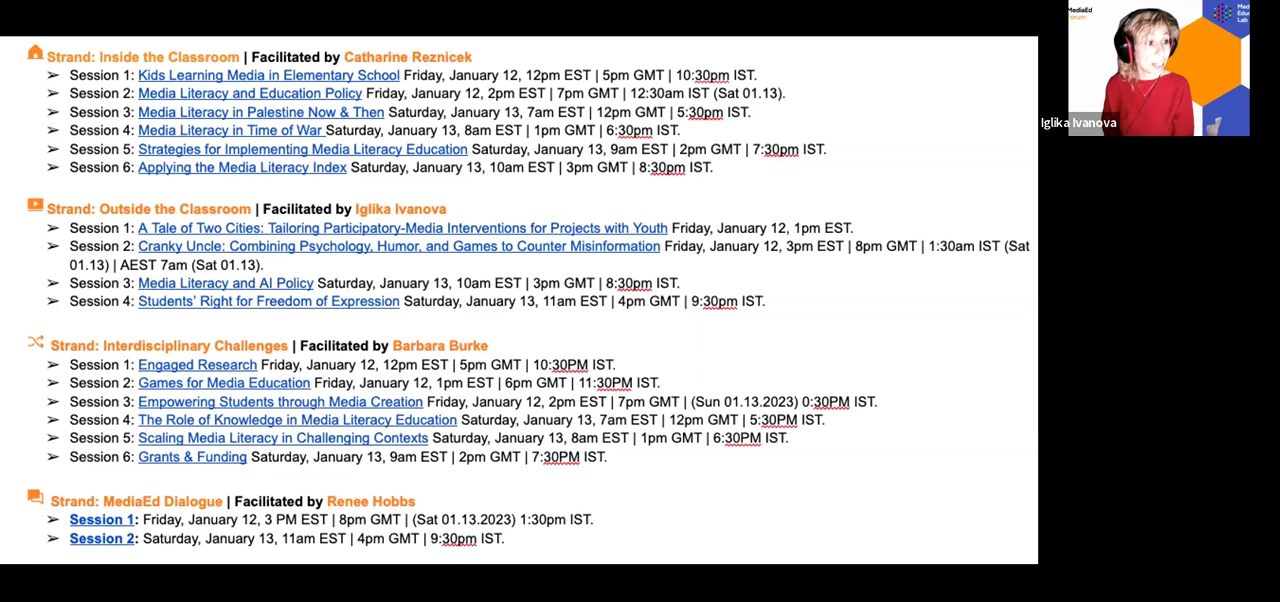 Strand: Inside the Classroom | Facilitated by Catharine Reznicek
➢ Session 1: Kids Learning Media in Elementary School Friday, January 12, 12pm EST | 5pm GMT | 10:30pm IST.
➢ Session 2: Media Literacy and Education Policy Friday, January 12, 2pm EST | 7pm GMT | 12:30am IST (Sat 01.13).
➢ Session 3: Media Literacy in Palestine Now & Then Saturday, January 13, 7am EST | 12pm GMT | 5:30pm IST.
➢ Session 4: Media Literacy in Time of War Saturday, January 13, 8am EST | 1pm GMT | 6:30pm IST.
➢ Session 5: Strategies for Implementing Media Literacy Education Saturday, January 13, 9am EST | 2pm GMT | 7:30pm IST.
➢ Session 6: Applying the Media Literacy Index Saturday, January 13, 10am EST | 3pm GMT | 8:30pm IST.
Strand: Outside the Classroom | Facilitated by Iglika Ivanova
➢ Session 1: A Tale of Two Cities: Tailoring Participatory-Media Interventions for Projects with Youth Friday, January 12, 1pm EST.
➢ Session 2: Cranky Uncle: Combining Psychology, Humor, and Games to Counter Misinformation Friday, January 12, 3pm EST | 8pm GMT | 1:30am IST (Sat
01.13) | AEST 7am (Sat 01.13).
➢ Session 3: Media Literacy and AI Policy Saturday, January 13, 10am EST | 3pm GMT | 8:30pm IST.
➢ Session 4: Students’ Right for Freedom of Expression Saturday, January 13, 11am EST | 4pm GMT | 9:30pm IST.
Strand: Interdisciplinary Challenges | Facilitated by Barbara Burke
➢ Session 1: Engaged Research Friday, January 12, 12pm EST | 5pm GMT | 10:30PM IST.
➢ Session 2: Games for Media Education Friday, January 12, 1pm EST | 6pm GMT | 11:30PM IST.
➢ Session 3: Empowering Students through Media Creation Friday, January 12, 2pm EST | 7pm GMT | (Sun 01.13.2023) 0:30PM IST.
➢ Session 4: The Role of Knowledge in Media Literacy Education Saturday, January 13, 7am EST | 12pm GMT | 5:30PM IST.
➢ Session 5: Scaling Media Literacy in Challenging Contexts Saturday, January 13, 8am EST | 1pm GMT | 6:30PM IST.
➢ Session 6: Grants & Funding Saturday, January 13, 9am EST | 2pm GMT | 7:30PM IST.
Strand: MediaEd Dialogue | Facilitated by Renee Hobbs
➢ Session 1: Friday, January 12, 3 PM EST | 8pm GMT | (Sat 01.13.2023) 1:30pm IST.
➢ Session 2: Saturday, January 13, 11am EST | 4pm GMT | 9:30pm IST.
MediaEd
orum
Med
Edu
Lab
Iglika Ivanova